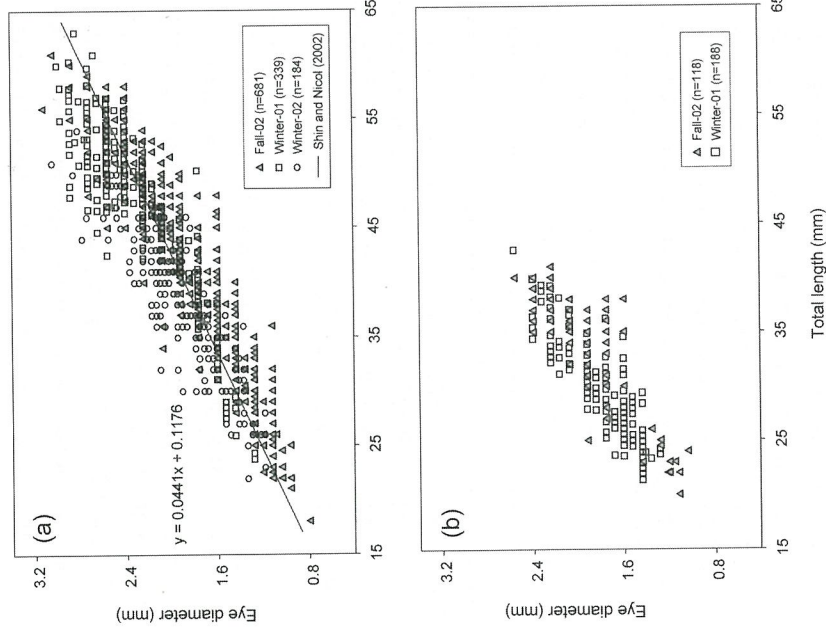 (a)
y = 0.0441x + 0.1176
Fall-02 (n=681)
Winter-01 (n=339)
Winter-02 (n=184)
Shin and Nicol (2002)
Eye diameter (mm)
3.2
2.4
1.6
0.8
15
25
35
45
55
65
(b)
Fall-02 (n=118)
Winter-01 (n=188)
Eye diameter (mm)
3.2
2.4
1.6
0.8
15
25
35
45
55
65
Total length (mm)